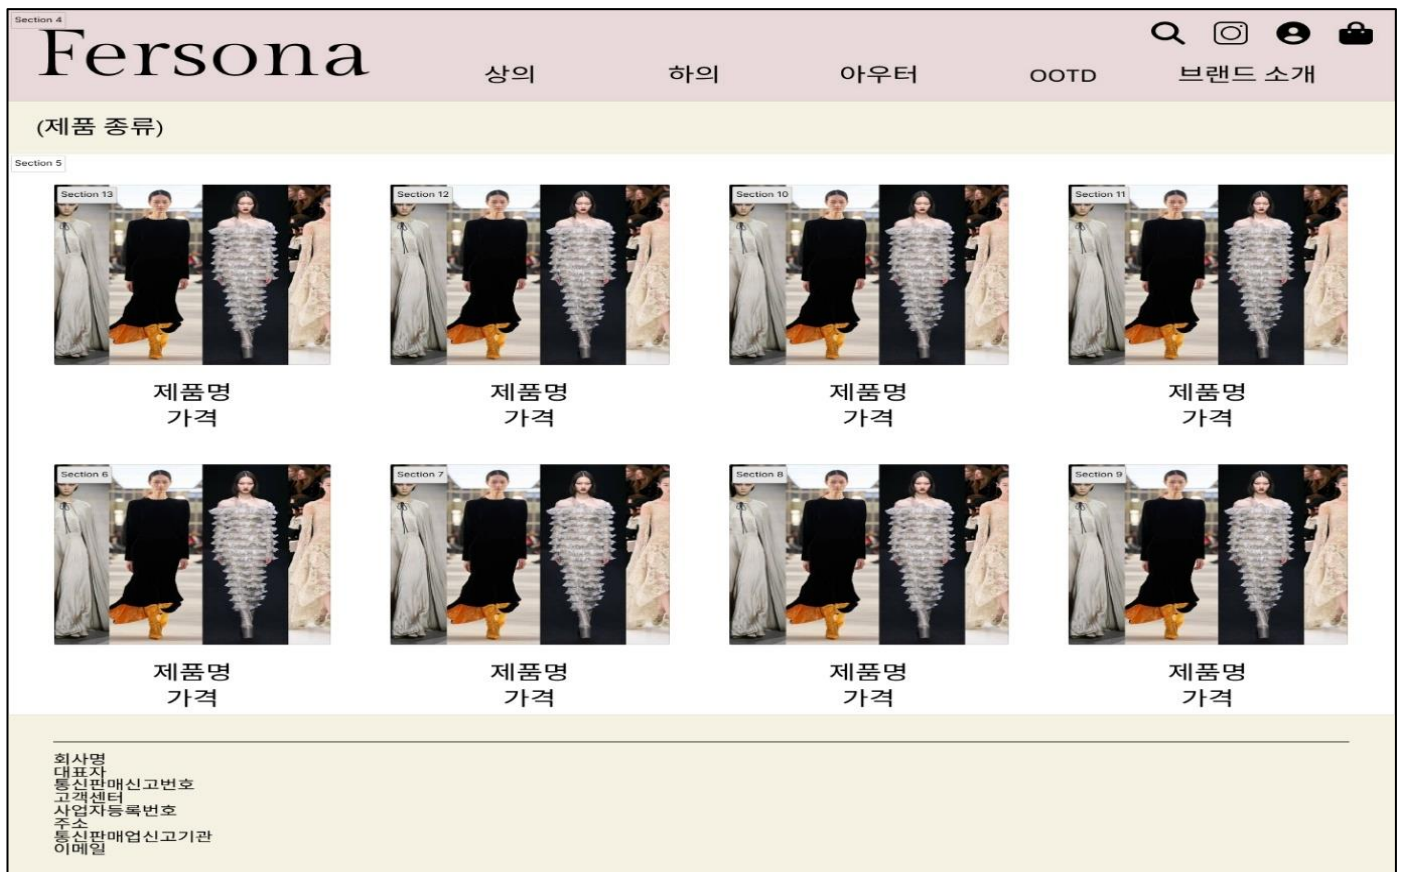 Section 4
Fersona
상의 하의 아우터 OOTD 브랜드 소개
(제품 종류)
Section 5
Section 13 Section 12 Section 10 Section 11
제품명 제품명 제품명 제품명
가격 가격 가격 가격
Section 6 Section 7 Section 8 Section 9
제품명 제품명 제품명 제품명
가격 가격 가격 가격
회사명
대표자
통신판매신고번호
고객센터
사업자등록번호
주소
통신판매업신고기관
이메일